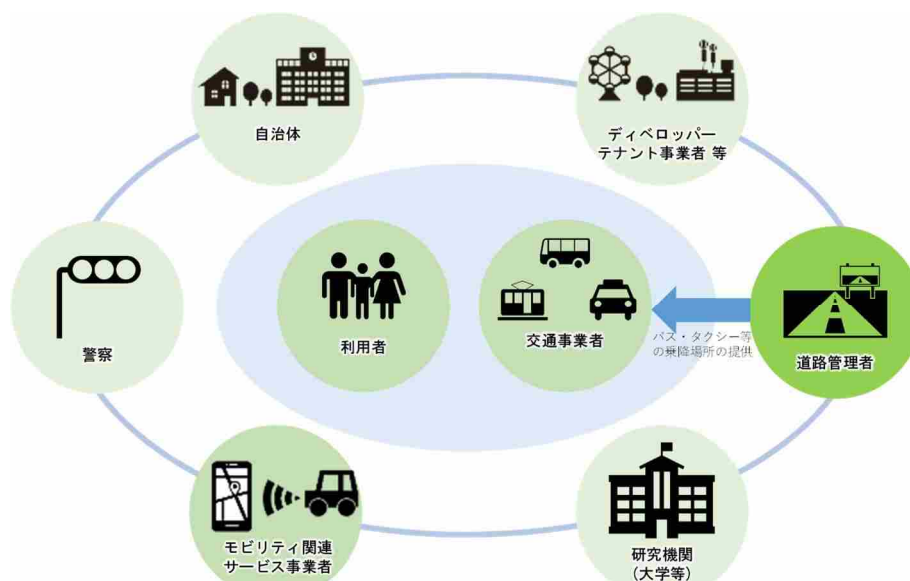 自治体
ディベロッパー
テナント事業者 等
警察
利用者
交通事業者
バス・タクシー等
の乗降場所の提供
道路管理者
モビリティ関連
サービス事業者
研究機関
(大学等)